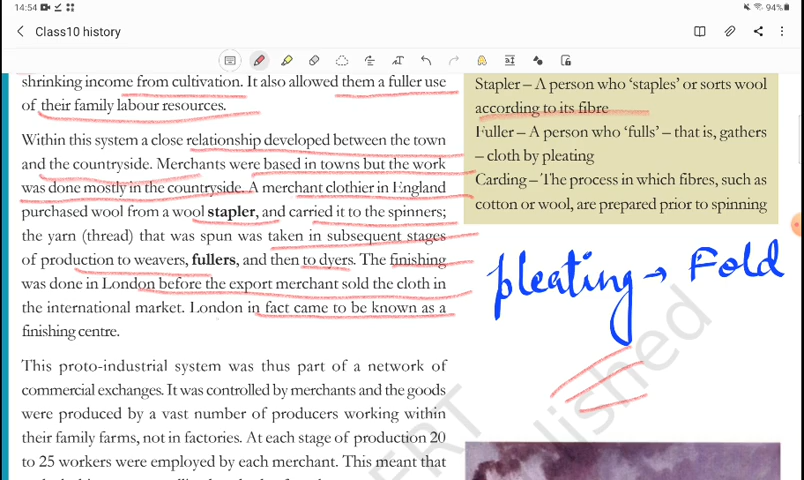 14:54
94%
Class10 history
shrinking income from cultivation. It also allowed them a fuller use
of their family labour resources.
Within this system a close relationship developed between the town
and the countryside. Merchants were based in towns but the work
was done mostly in the countryside. A merchant clothier in England
purchased wool from a wool stapler, and carried it to the spinners;
the yarn (thread) that was spun was taken in subsequent stages
of production to weavers, fullers, and then to dyers. The finishing
was done in London before the export merchant sold the cloth in
the international market. London in fact came to be known as a
finishing centre.
This proto-industrial system was thus part of a network of
commercial exchanges. It was controlled by merchants and the goods
were produced by a vast number of producers working within
their family farms, not in factories. At each stage of production 20
to 25 workers were employed by each merchant. This meant that
Stapler – A person who 'staples' or sorts wool
according to its fibre
Fuller – A person who 'fulls' – that is, gathers
– cloth by pleating
Carding – The process in which fibres, such as
cotton or wool, are prepared prior to spinning
pleating → Fold